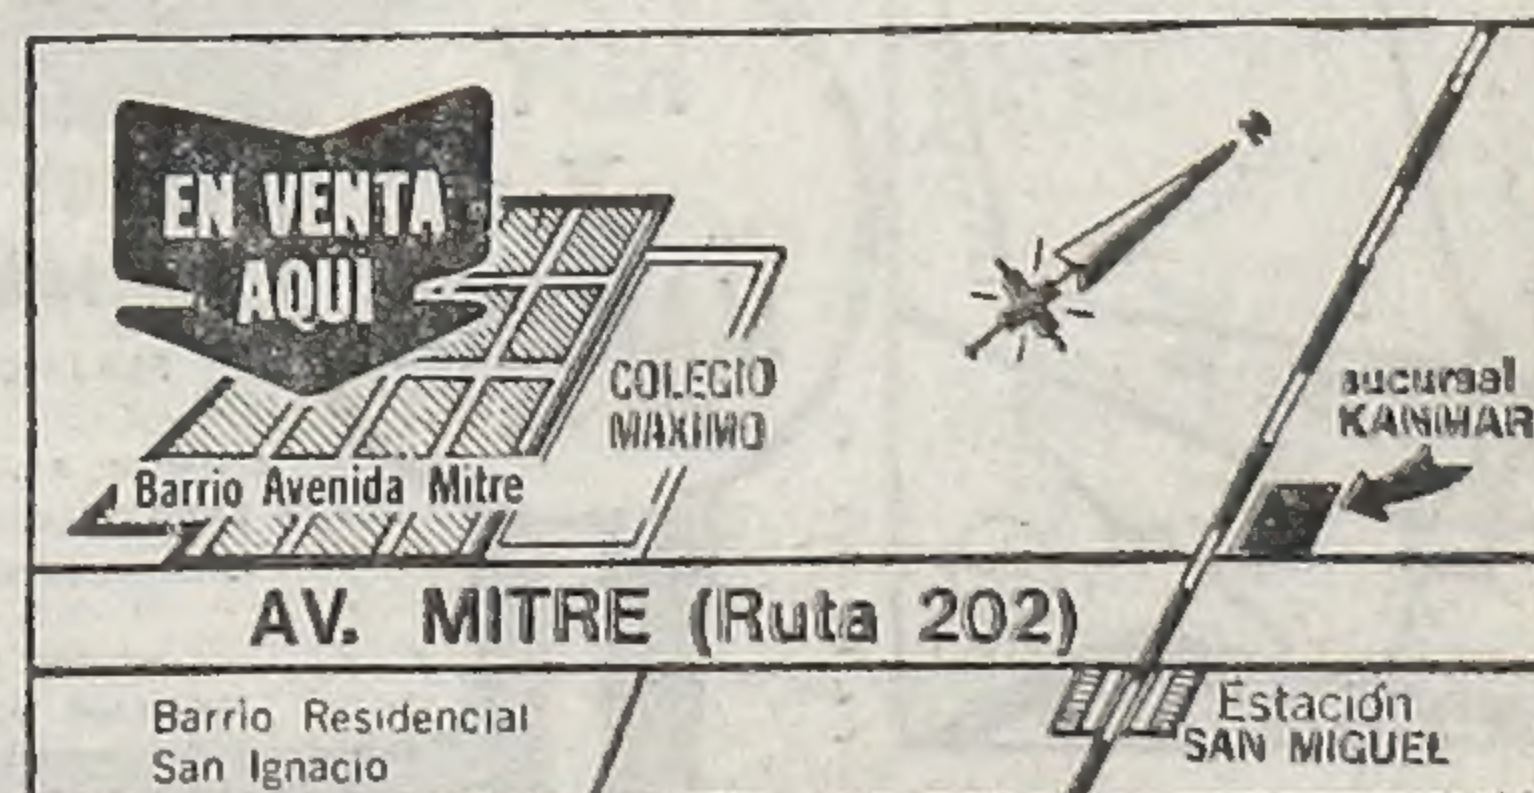 EN VENTA
AQUI
COLEGIO
MAXIMO
sucursal
KANMAR
Barrio Avenida Mitre
AV. MITRE (Ruta 202)
Barrio Residencial
San Ignacio
Estación
SAN MIGUEL